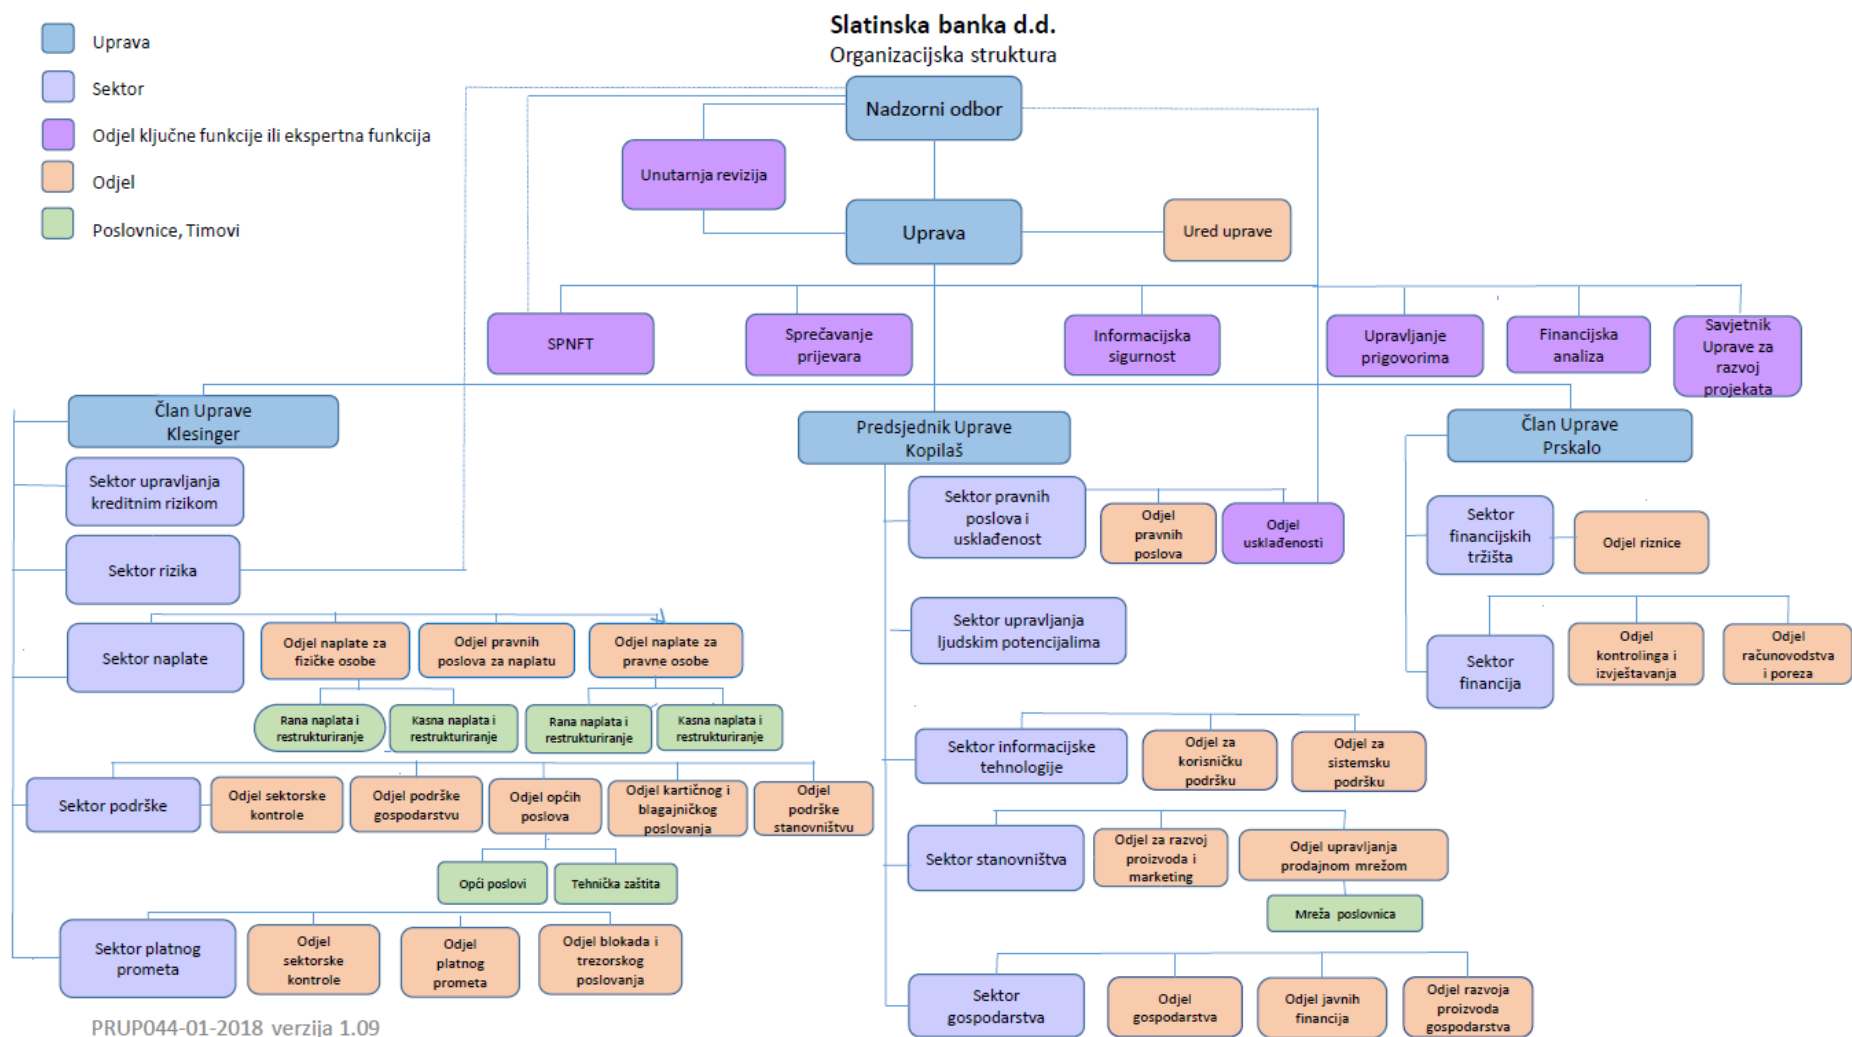 Slatinska banka d.d.
Organizacijska struktura
Uprava
Sektor
Odjel ključne funkcije ili ekspertna funkcija
Odjel
Poslovnice, Timovi
Nadzorni odbor
Unutarnja revizija
Uprava
Ured uprave
SPNFT
Sprečavanje
prijevara
Informacijska
sigurnost
Upravljanje
prigovorima
Financijska
analiza
Savjetnik
Uprave za
razvoj
projekata
Član Uprave
Klesinger
Sektor upravljanja
kreditnim rizikom
Sektor rizika
Sektor naplate
Odjel naplate za
fizičke osobe
Odjel pravnih
poslova za naplatu
Odjel naplate za
pravne osobe
Rana naplata i
restrukturiranje
Kasna naplata i
restrukturiranje
Rana naplata i
restrukturiranje
Kasna naplata i
restrukturiranje
Sektor podrške
Odjel sektorske
kontrole
Odjel podrške
gospodarstvu
Odjel općih
poslova
Odjel kartičnog i
blagajničkog
poslovanja
Odjel
podrške
stanovništvu
Opći poslovi
Tehnička zaštita
Sektor platnog
prometa
Odjel
sektorske
kontrole
Odjel
platnog
prometa
Odjel blokada i
trezorskog
poslovanja
Predsjednik Uprave
Kopilaš
Sektor pravnih
poslova i
usklađenost
Odjel
pravnih
poslova
Odjel
usklađenosti
Sektor upravljanja
ljudskim potencijalima
Sektor informacijske
tehnologije
Odjel za
korisničku
podršku
Odjel za
sistemsku
podršku
Sektor stanovništva
Odjel za razvoj
proizvoda i
marketing
Odjel upravljanja
prodajnom mrežom
Mreža poslovnica
Sektor
gospodarstva
Odjel
gospodarstva
Odjel javnih
financija
Odjel razvoja
proizvoda
gospodarstva
Član Uprave
Prskalo
Sektor
financijskih
tržišta
Odjel riznice
Sektor
financija
Odjel
kontrolinga i
izvještavanja
Odjel
računovodstva
i poreza
PRUP044-01-2018 verzija 1.09